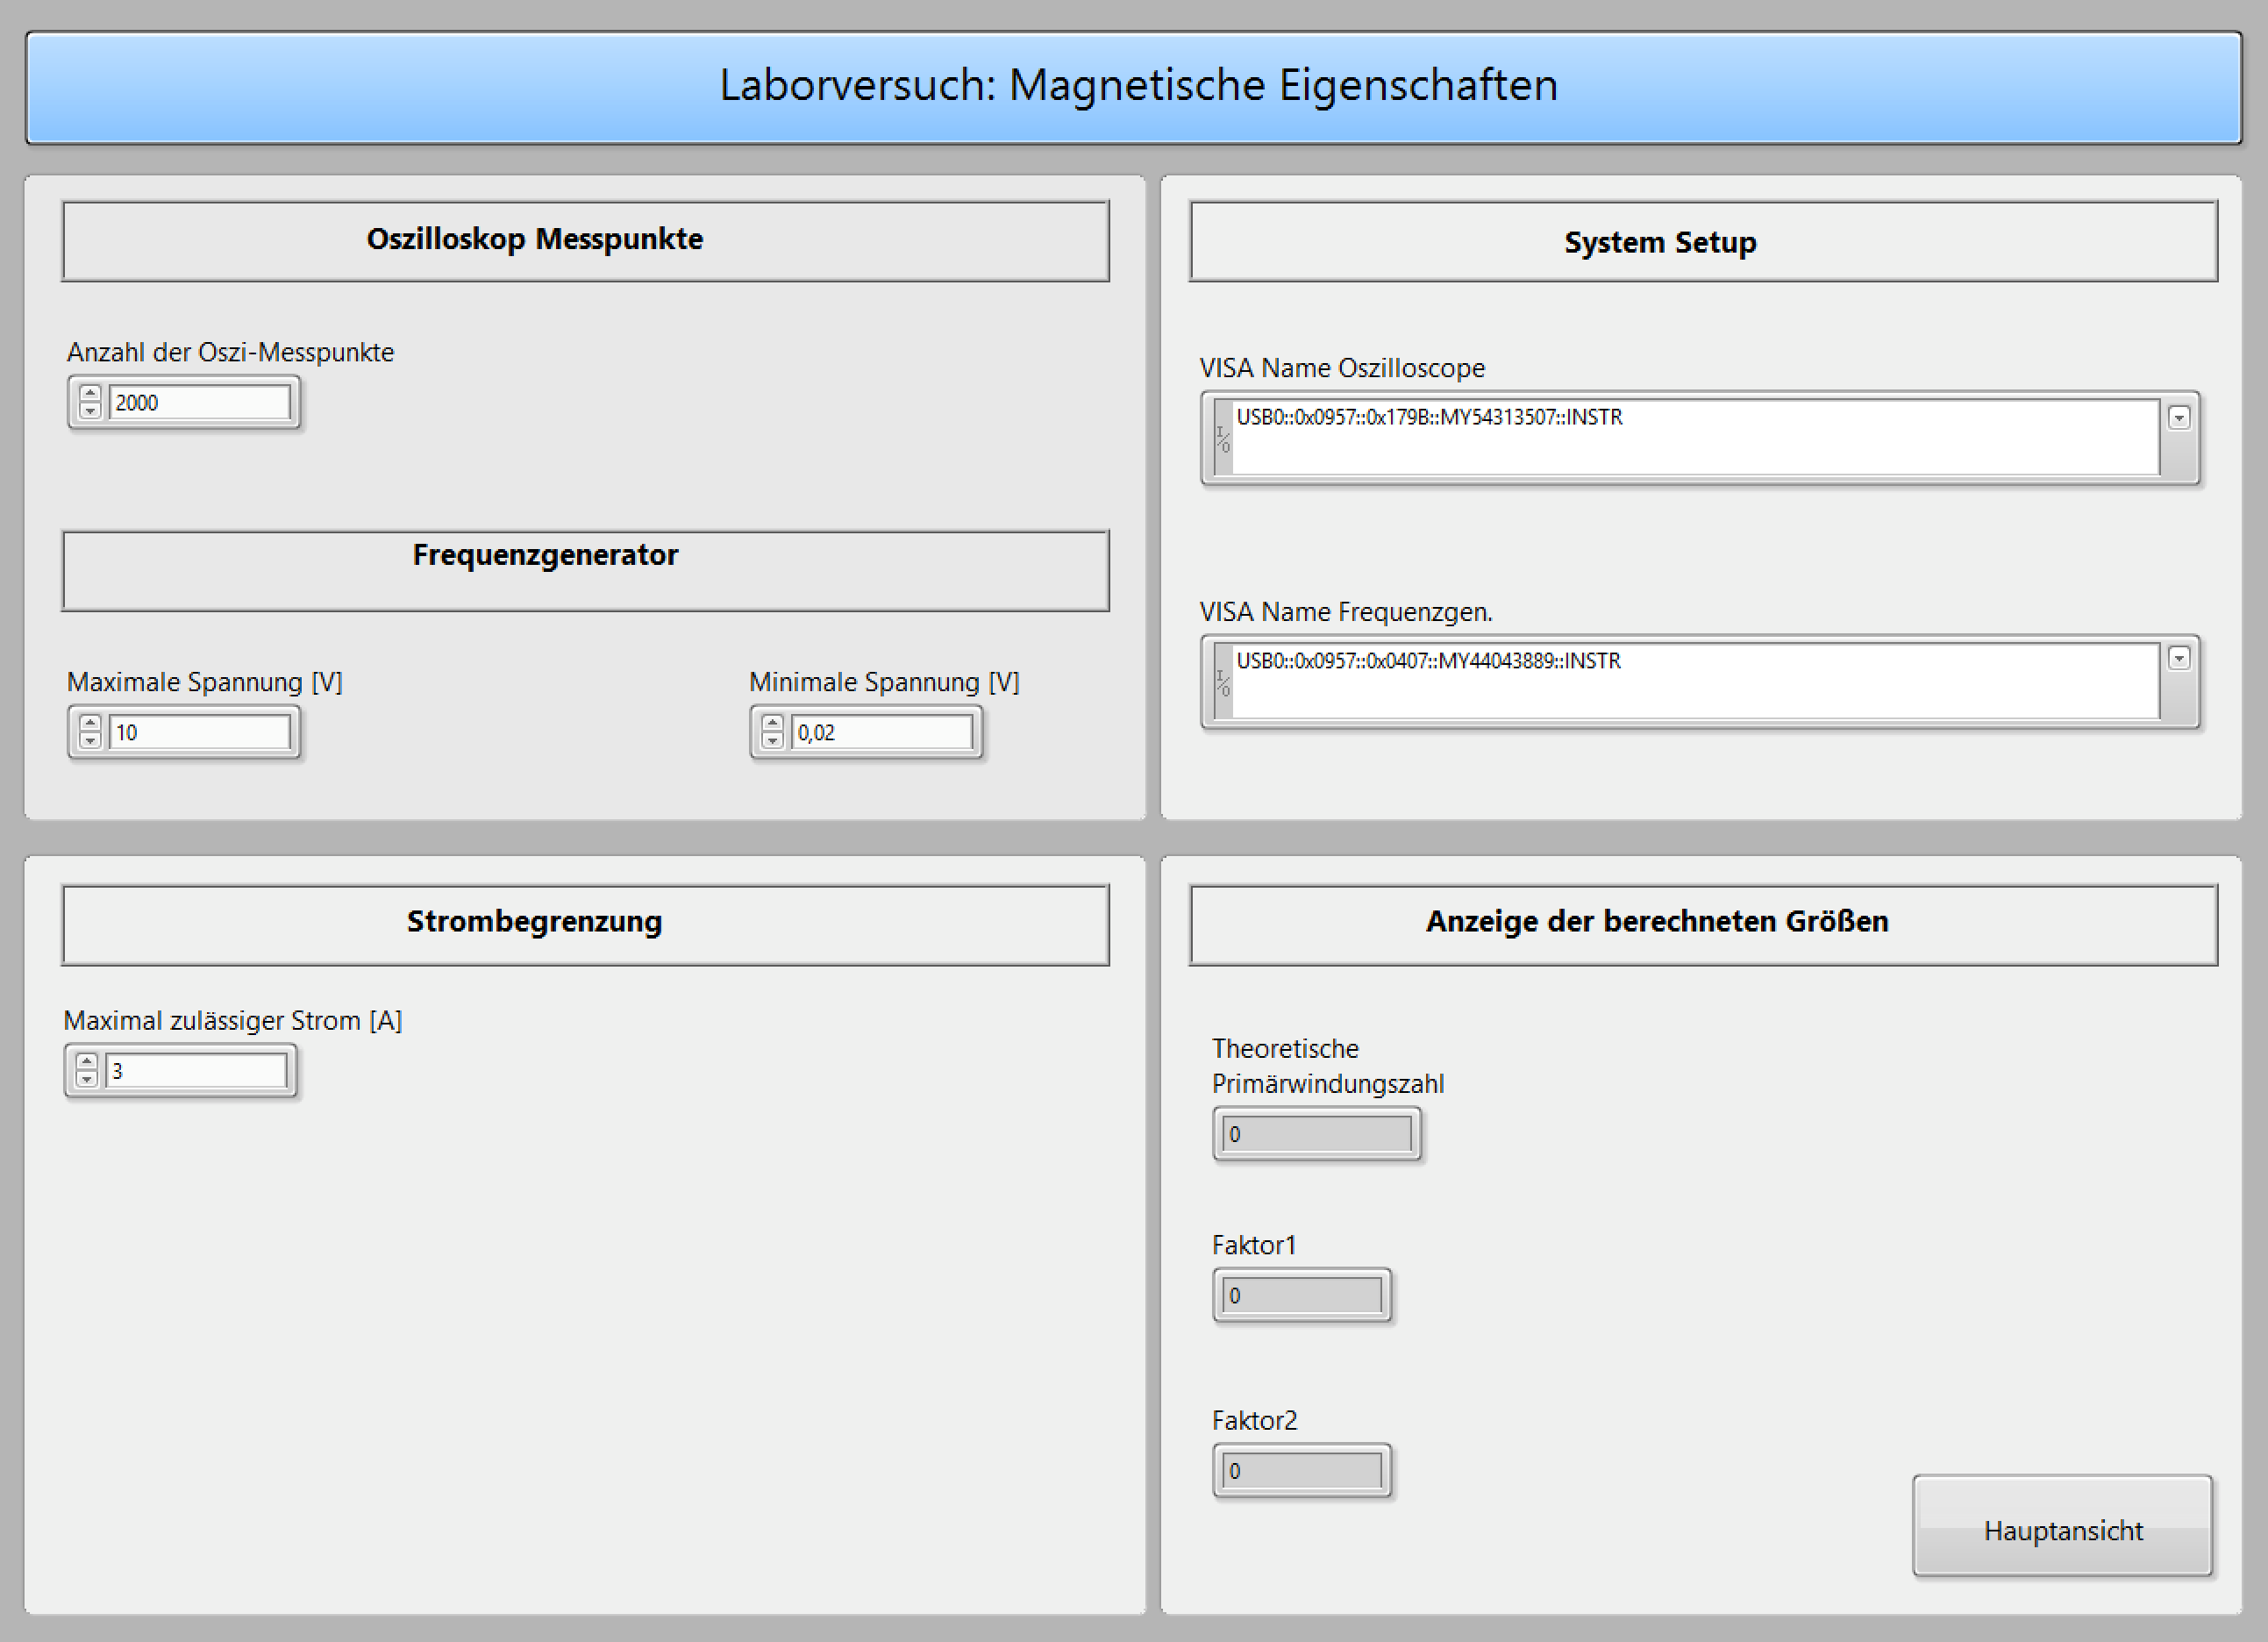 Laborversuch: Magnetische Eigenschaften
Oszilloskop Messpunkte
Anzahl der Oszi-Messpunkte
2000
Frequenzgenerator
Maximale Spannung [V]
10
Minimale Spannung [V]
0,02
System Setup
VISA Name Oszilloscope
I/O
USB0::0x0957::0x179B::MY54313507::INSTR
VISA Name Frequenzgen.
I/O
USB0::0x0957::0x0407::MY44043889::INSTR
Strombegrenzung
Maximal zulässiger Strom [A]
3
Anzeige der berechneten Größen
Theoretische
Primärwindungszahl
0
Faktor1
0
Faktor2
0
Hauptansicht